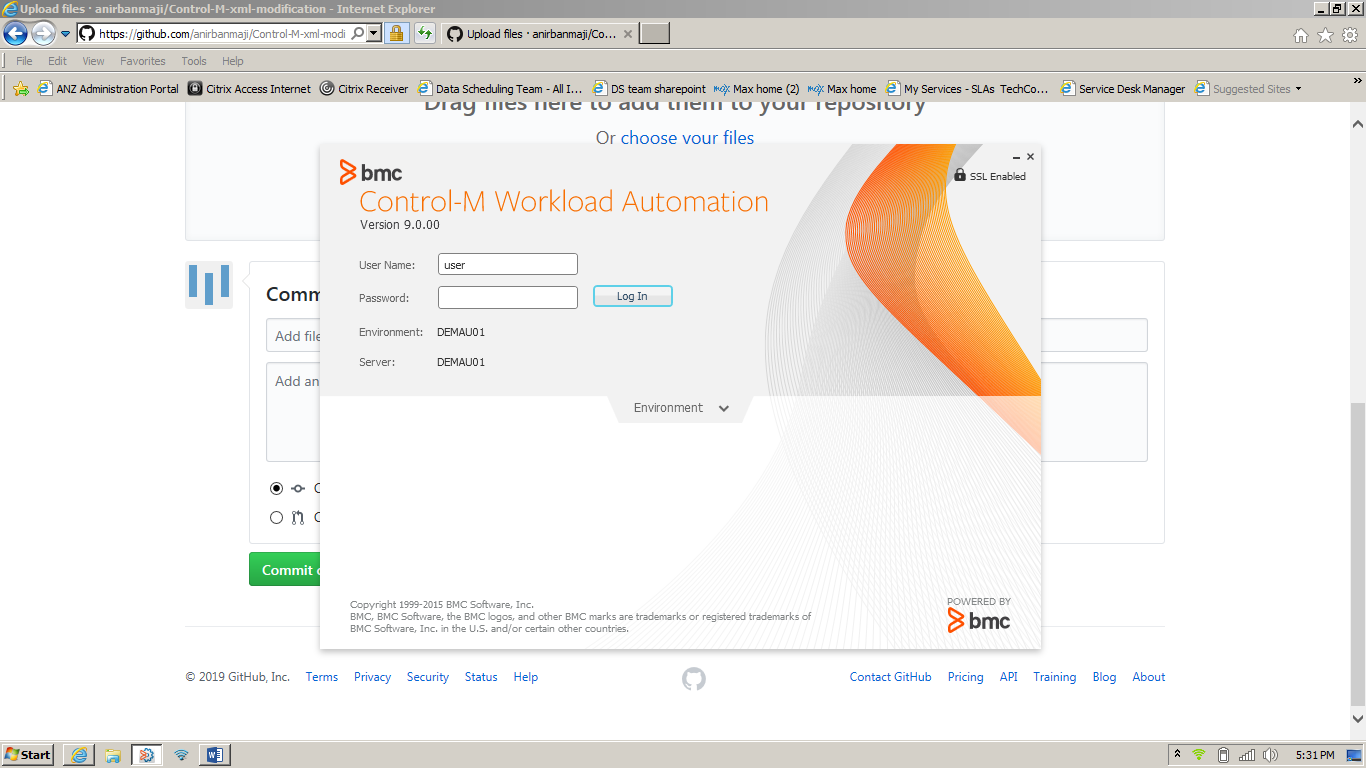 Upload files · anirbanmaji/Control-M-xml-modification - Internet Explorer
https://github.com/anirbanmaji/Control-M-xml-modi
Upload files · anirbanmaji/Co...
File Edit View Favorites Tools Help
ANZ Administration Portal Citrix Access Internet Citrix Receiver Data Scheduling Team - All I... DS team sharepoint Max home (2) Max home My Services - SLAs TechCo... Service Desk Manager Suggested Sites
Drag files here to add them to your repository
Or choose your files
bmc
SSL Enabled
Control-M Workload Automation
Version 9.0.00
User Name: user
Password:
Log In
Environment: DEMAU01
Server: DEMAU01
Environment
Comm
Add file
Add an
C
C
Commit c
Copyright 1999-2015 BMC Software, Inc.
BMC, BMC Software, the BMC logos, and other BMC marks are trademarks or registered trademarks of
BMC Software, Inc. in the U.S. and/or certain other countries.
POWERED BY
bmc
© 2019 GitHub, Inc. Terms Privacy Security Status Help Contact GitHub Pricing API Training Blog About
Start
5:31 PM